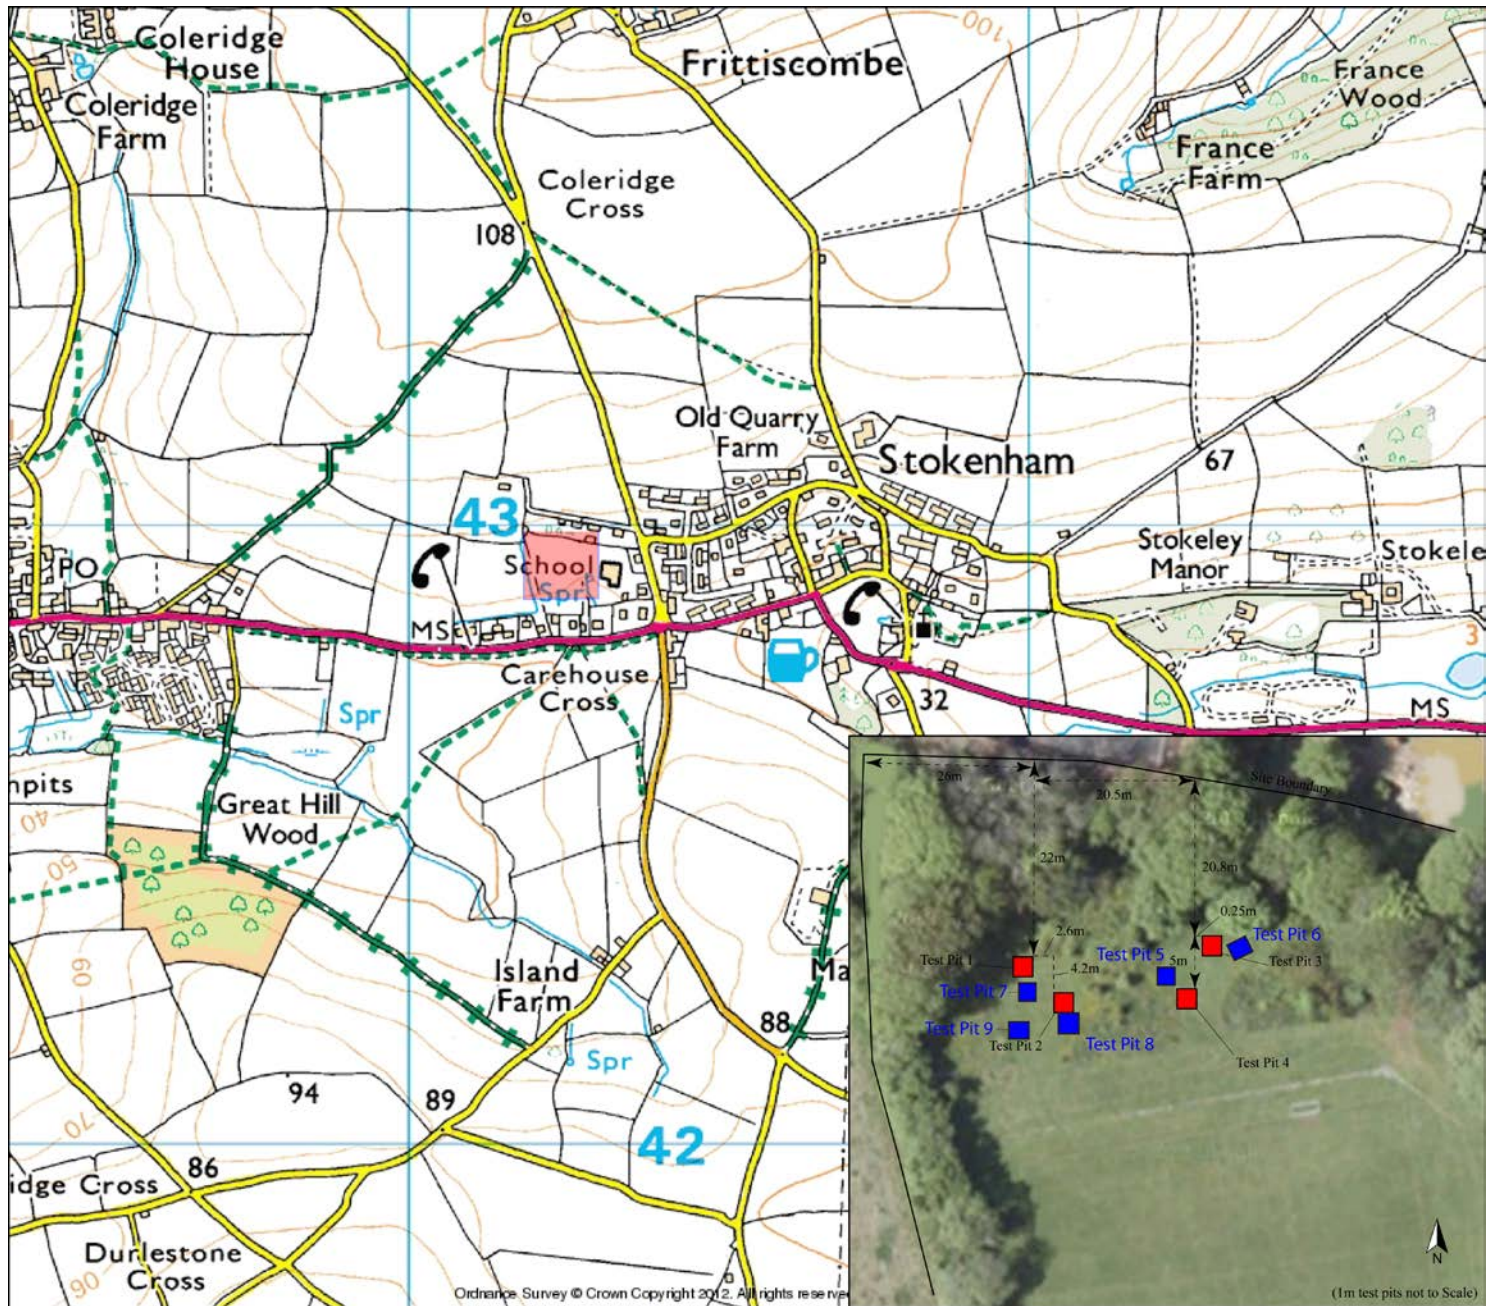 Coleridge
House
Frittiscombe
100
France
Wood
Coleridge
Farm
France
Farm
Coleridge
Cross
108
Old Quarry
Farm
Stokenham
67
43
Stokeley
Manor
Stokele
PO
School
Spr
MS
3
Carehouse
Cross
32
MS
Spr
npits
40
Great Hill
Wood
50
60
Island
Farm
Ma
88
Spr
94
89
70
42
86
idge Cross
Durlestone
Cross
90
Ordnance Survey © Crown Copyright 2012. All rights reserve
26m
20.5m
Site Boundary
22m
20.8m
0.25m
2.6m
Test Pit 6
Test Pit 5
Test Pit 1
4.2m
5m
Test Pit 3
Test Pit 7
Test Pit 9
Test Pit 2
Test Pit 8
Test Pit 4
N
(1m test pits not to Scale)